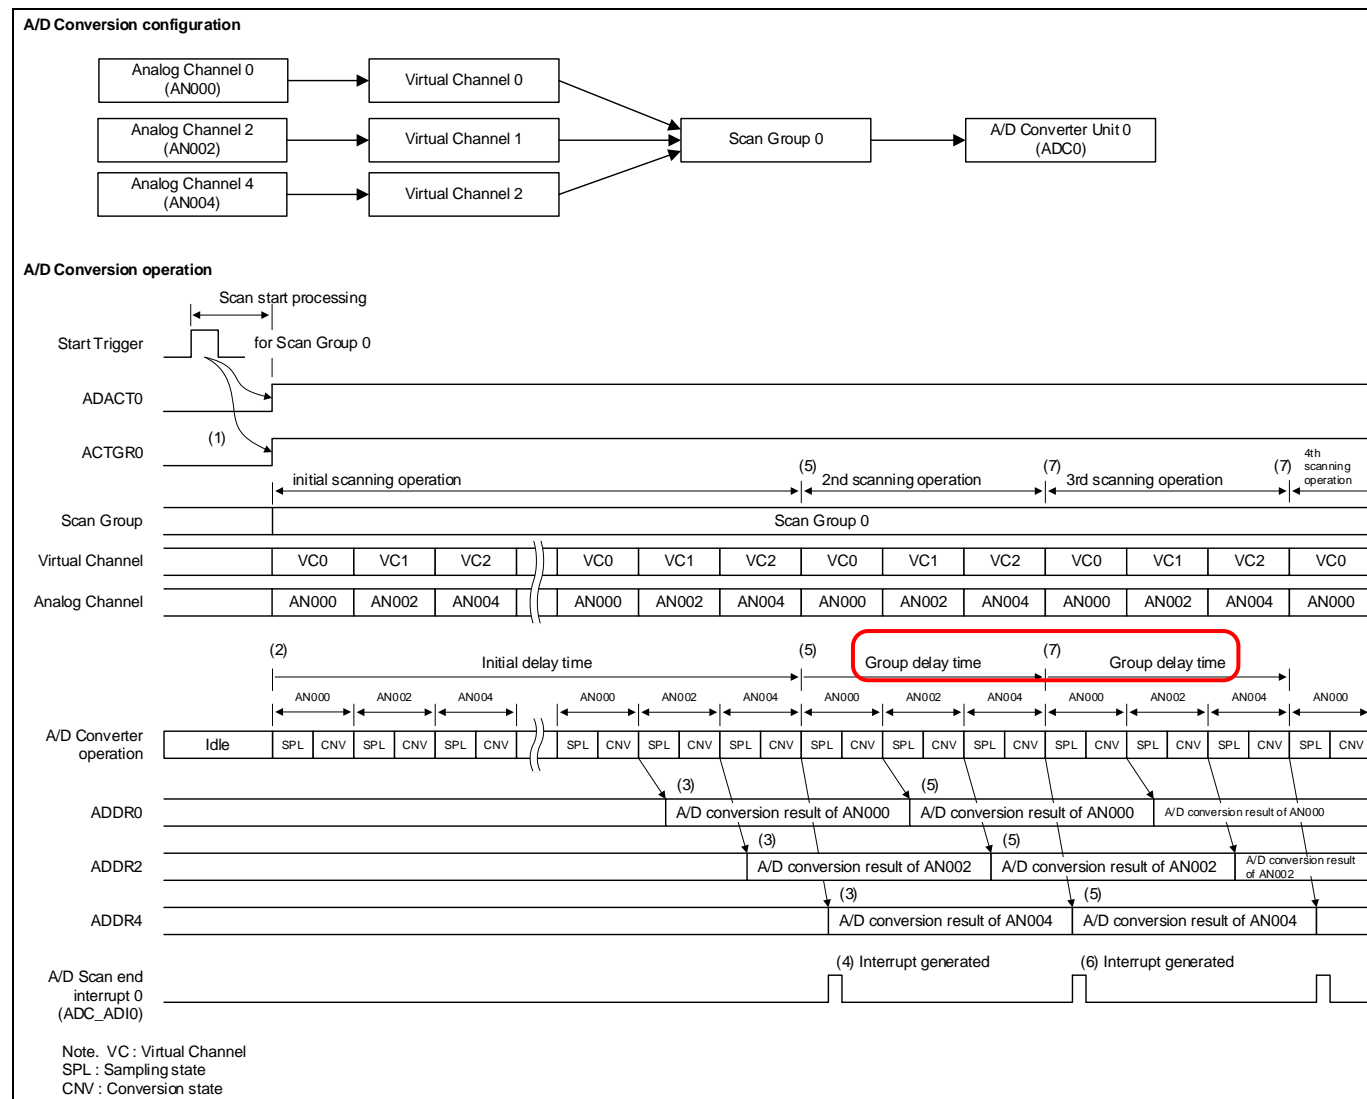 A/D Conversion configuration
Analog Channel 0
(AN000)
Virtual Channel 0
Analog Channel 2
(AN002)
Virtual Channel 1
Scan Group 0
A/D Converter Unit 0
(ADC0)
Analog Channel 4
(AN004)
Virtual Channel 2
A/D Conversion operation
Scan start processing
Start Trigger
for Scan Group 0
ADACT0
(1)
ACTGR0
(5)
(7)
(7)
4th
scanning
operation
initial scanning operation
2nd scanning operation
3rd scanning operation
Scan Group
Scan Group 0
Virtual Channel
VC0 VC1 VC2 VC0 VC1 VC2 VC0 VC1 VC2 VC0 VC1 VC2 VC0
Analog Channel
AN000 AN002 AN004 AN000 AN002 AN004 AN000 AN002 AN004 AN000 AN002 AN004 AN000
(2)
Initial delay time
(5)
Group delay time
(7)
Group delay time
AN000 AN002 AN004 AN000 AN002 AN004 AN000 AN002 AN004 AN000 AN002 AN004 AN000
A/D Converter
operation
Idle SPL CNV SPL CNV SPL CNV SPL CNV SPL CNV SPL CNV SPL CNV SPL CNV SPL CNV SPL CNV SPL CNV SPL CNV SPL CNV
(3)
(5)
ADDR0
A/D conversion result of AN000
A/D conversion result of AN000
A/D conversion result of AN000
(3)
(5)
ADDR2
A/D conversion result of AN002
A/D conversion result of AN002
A/D conversion result
of AN002
(3)
(5)
ADDR4
A/D conversion result of AN004
A/D conversion result of AN004
(4) Interrupt generated
(6) Interrupt generated
A/D Scan end
interrupt 0
(ADC_ADI0)
Note. VC : Virtual Channel
SPL : Sampling state
CNV : Conversion state